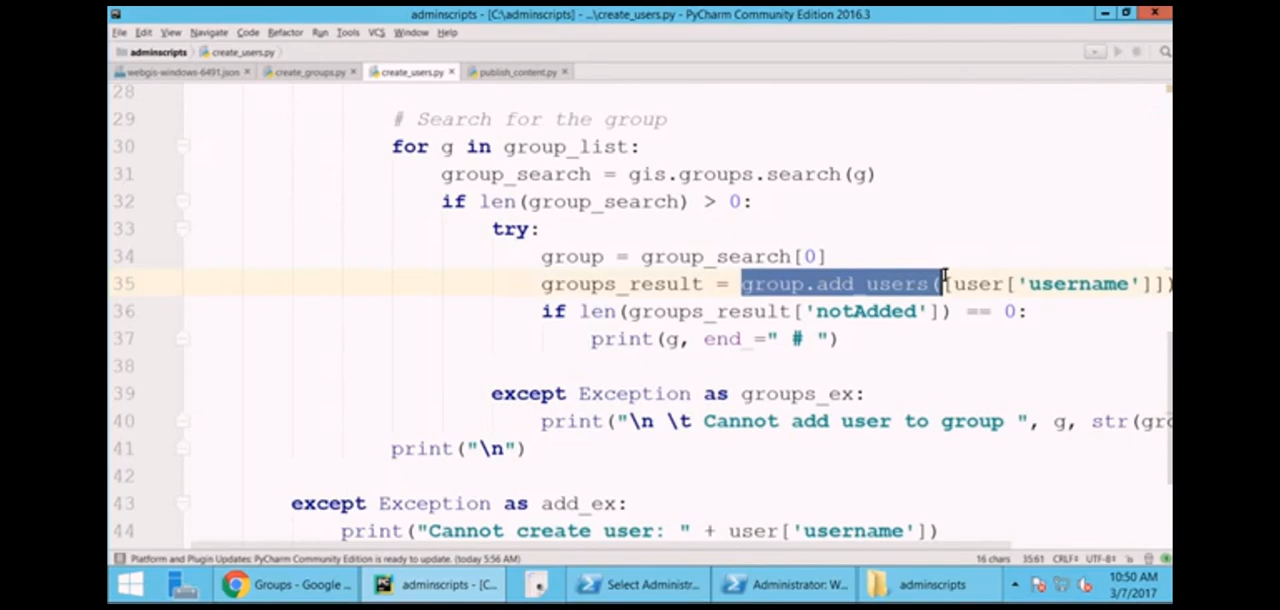 adminscripts - [C:\adminscripts] - ...\create_users.py - PyCharm Community Edition 2016.3
File Edit View Navigate Code Refactor Run Tools VCS Window Help
adminscripts create_users.py
webgis-windows-6491.json create_groups.py create_users.py publish_content.py
28
29 # Search for the group
30 for g in group_list:
31 group_search = gis.groups.search(g)
32 if len(group_search) > 0:
33 try:
34 group = group_search[0]
35 groups_result = group.add_users([user['username']])
36 if len(groups_result['notAdded']) == 0:
37 print(g, end_=" # ")
38
39 except Exception as groups_ex:
40 print("\n \t Cannot add user to group ", g, str(gro
41 print("\n")
42
43 except Exception as add_ex:
44 print("Cannot create user: " + user['username'])
Platform and Plugin Updates: PyCharm Community Edition is ready to update. (today 5:56 AM) 16 chars 35:61 CRLF UTF-8
Groups - Google ... adminscripts - [C... Select Administr... Administrator: W... adminscripts 10:50 AM
3/7/2017